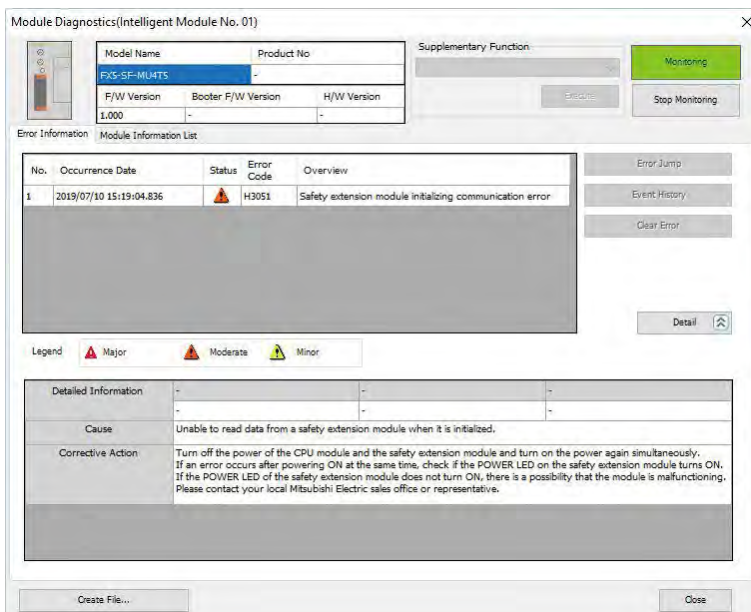 Module Diagnostics(Intelligent Module No. 01)
Model Name Product No
FX5-SF-MU4T5 -
F/W Version Booter F/W Version H/W Version
1.000 - -
Supplementary Function
Execute
Monitoring
Stop Monitoring
Error Information Module Information List
No. Occurrence Date Status Error Code Overview
1 2019/07/10 15:19:04.836 H3051 Safety extension module initializing communication error
Error Jump
Event History
Clear Error
Detail
Legend Major Moderate Minor
Detailed Information - - -
- - -
Cause Unable to read data from a safety extension module when it is initialized.
Corrective Action Turn off the power of the CPU module and the safety extension module and turn on the power again simultaneously.
If an error occurs after powering ON at the same time, check if the POWER LED on the safety extension module turns ON.
If the POWER LED of the safety extension module does not turn ON, there is a possibility that the module is malfunctioning.
Please contact your local Mitsubishi Electric sales office or representative.
Create File... Close